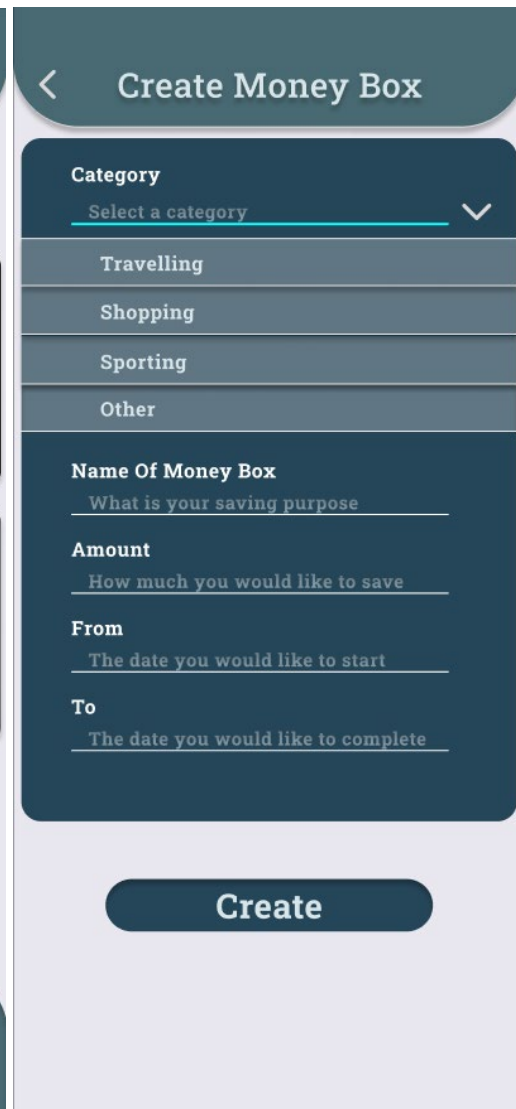 Create Money Box
Category
Select a category
Travelling
Shopping
Sporting
Other
Name Of Money Box
What is your saving purpose
Amount
How much you would like to save
From
The date you would like to start
To
The date you would like to complete
Create